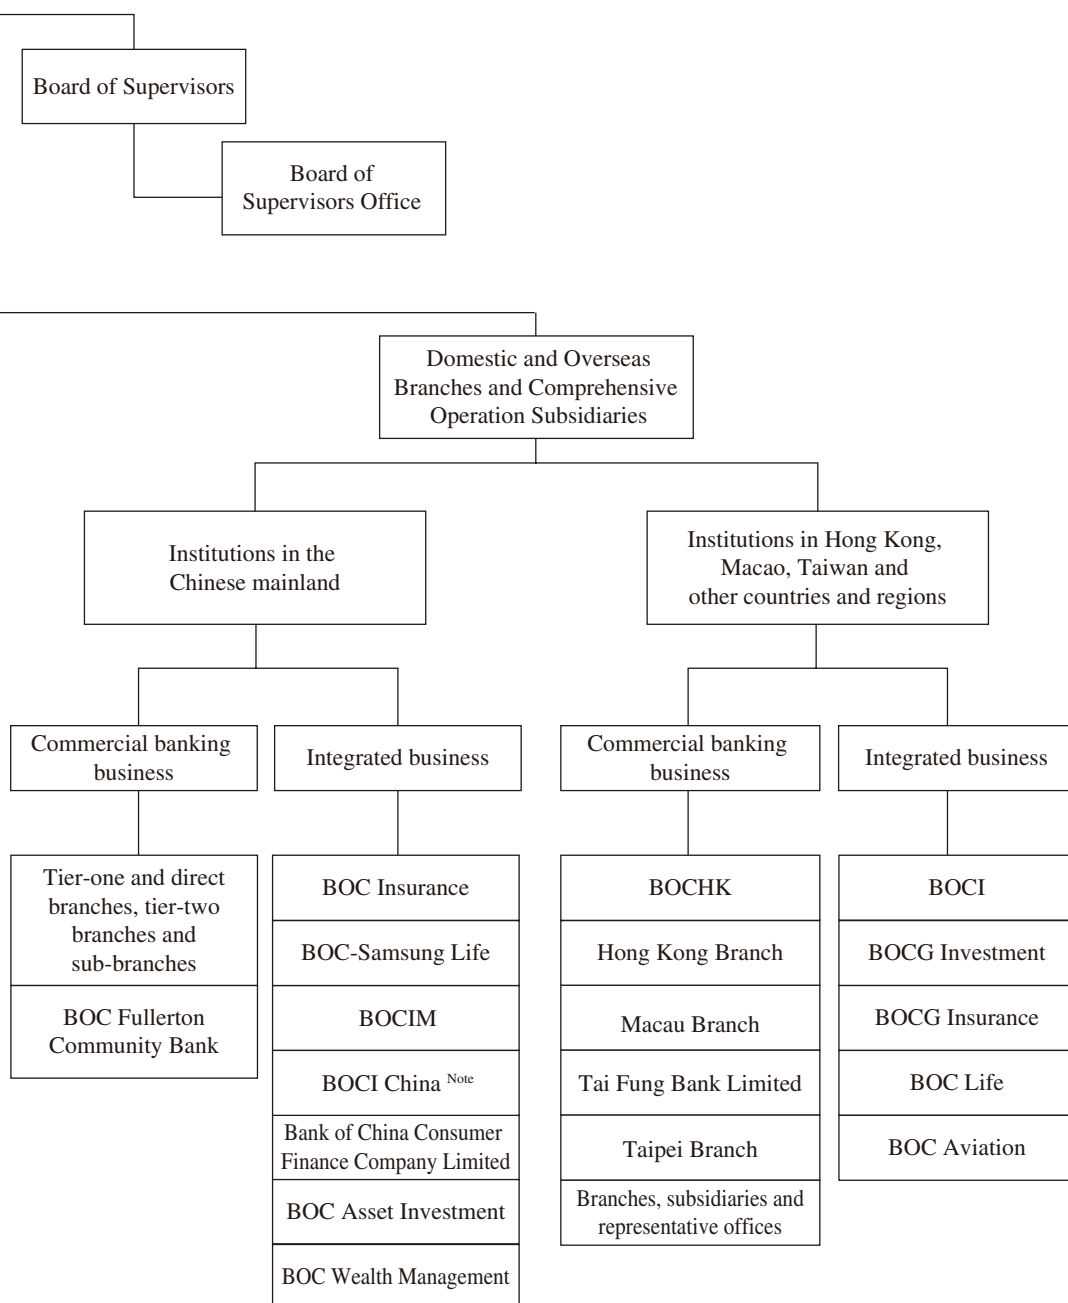 Board of Supervisors
Board of
Supervisors Office
Domestic and Overseas
Branches and Comprehensive
Operation Subsidiaries
Institutions in the
Chinese mainland
Institutions in Hong Kong,
Macao, Taiwan and
other countries and regions
Commercial banking
business
Integrated business
Commercial banking
business
Integrated business
Tier-one and direct
branches, tier-two
branches and
sub-branches
BOC Fullerton
Community Bank
BOC Insurance
BOC-Samsung Life
BOCIM
BOCI China Note
Bank of China Consumer
Finance Company Limited
BOC Asset Investment
BOC Wealth Management
BOCHK
Hong Kong Branch
Macau Branch
Tai Fung Bank Limited
Taipei Branch
Branches, subsidiaries and
representative offices
BOCI
BOCG Investment
BOCG Insurance
BOC Life
BOC Aviation